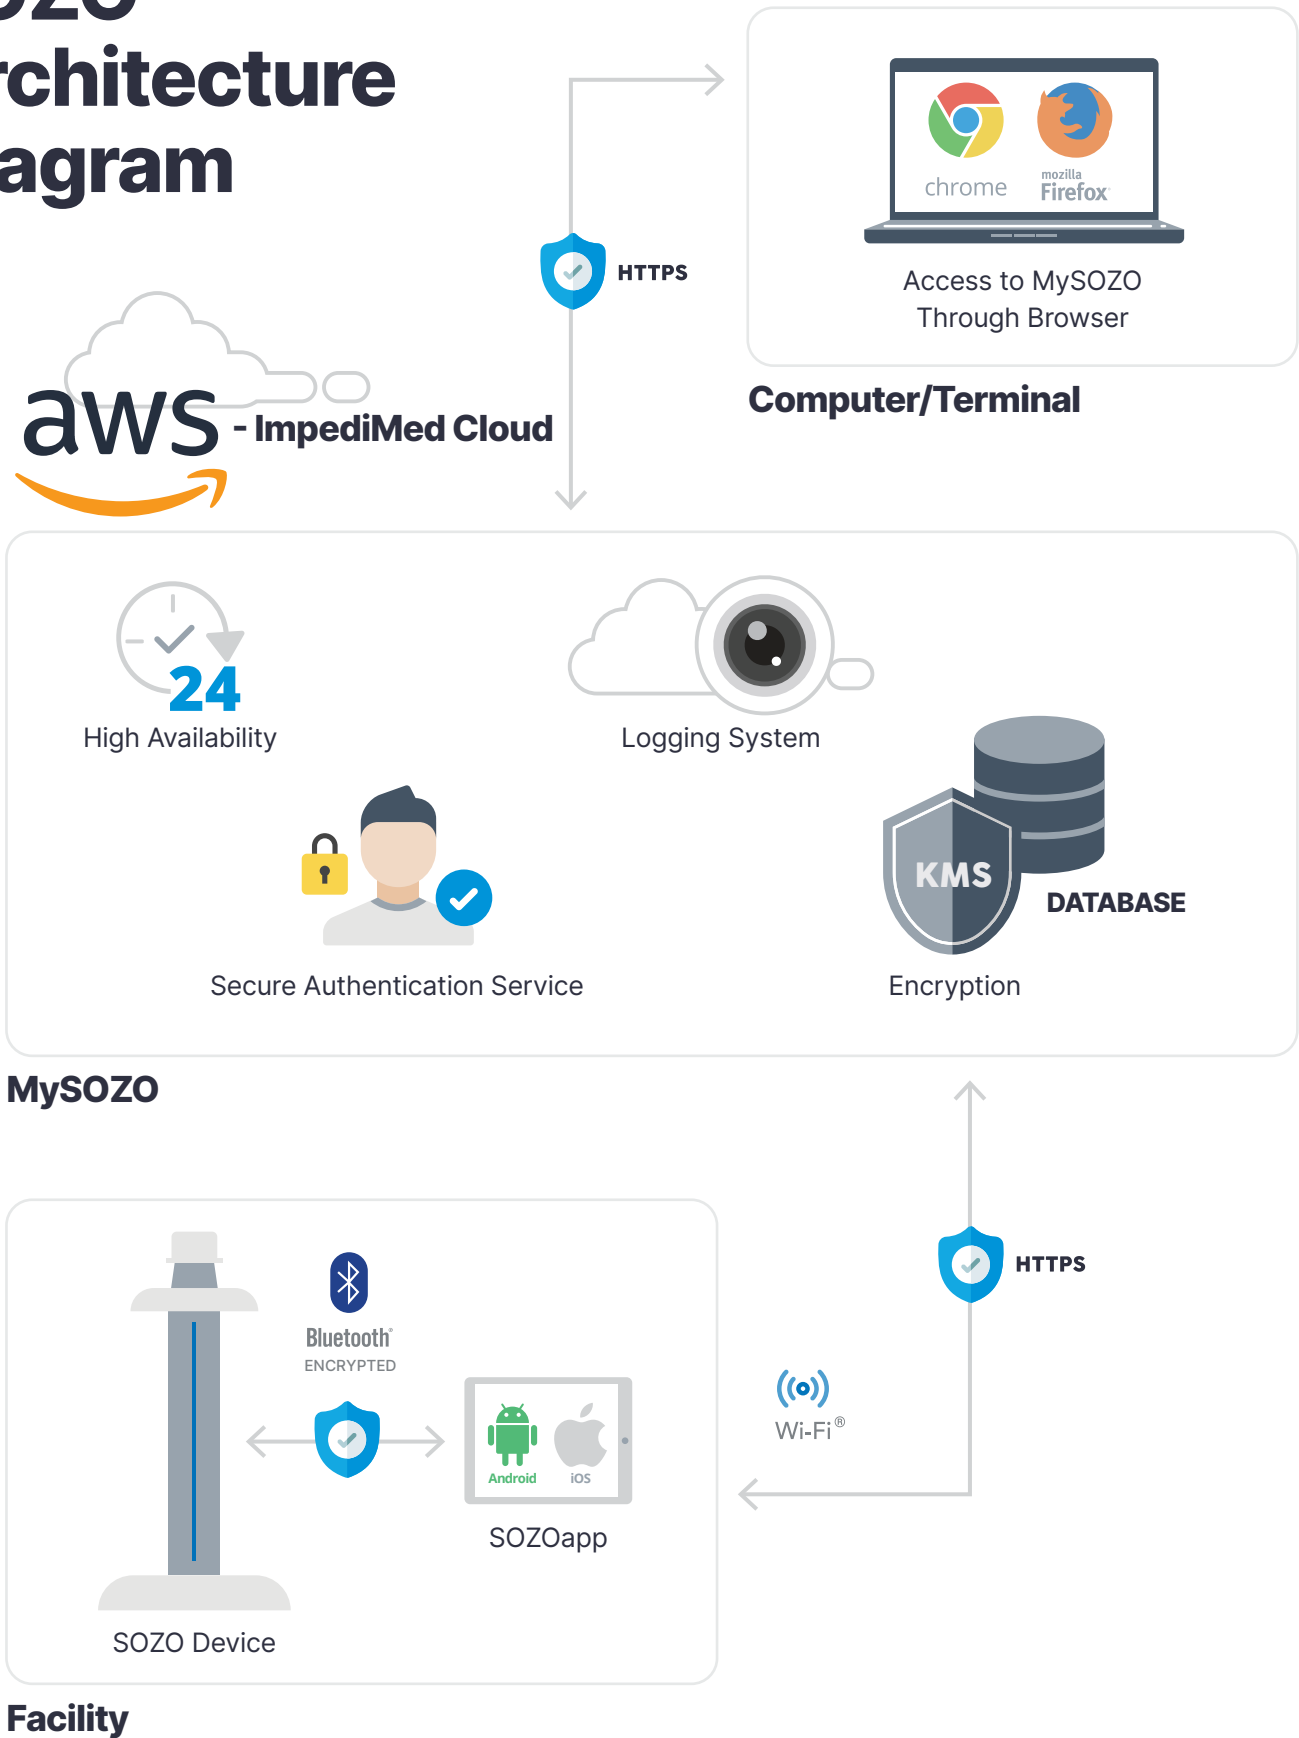 OZO
rchitecture
agram
chrome
mozilla
Firefox
HTTPS
Access to MySOZO
Through Browser
Computer/Terminal
aws - ImpediMed Cloud
24
High Availability
Logging System
KMS
DATABASE
Secure Authentication Service
Encryption
MySOZO
HTTPS
Bluetooth®
ENCRYPTED
Wi-Fi®
Android
iOS
SOZOapp
SOZO Device
Facility